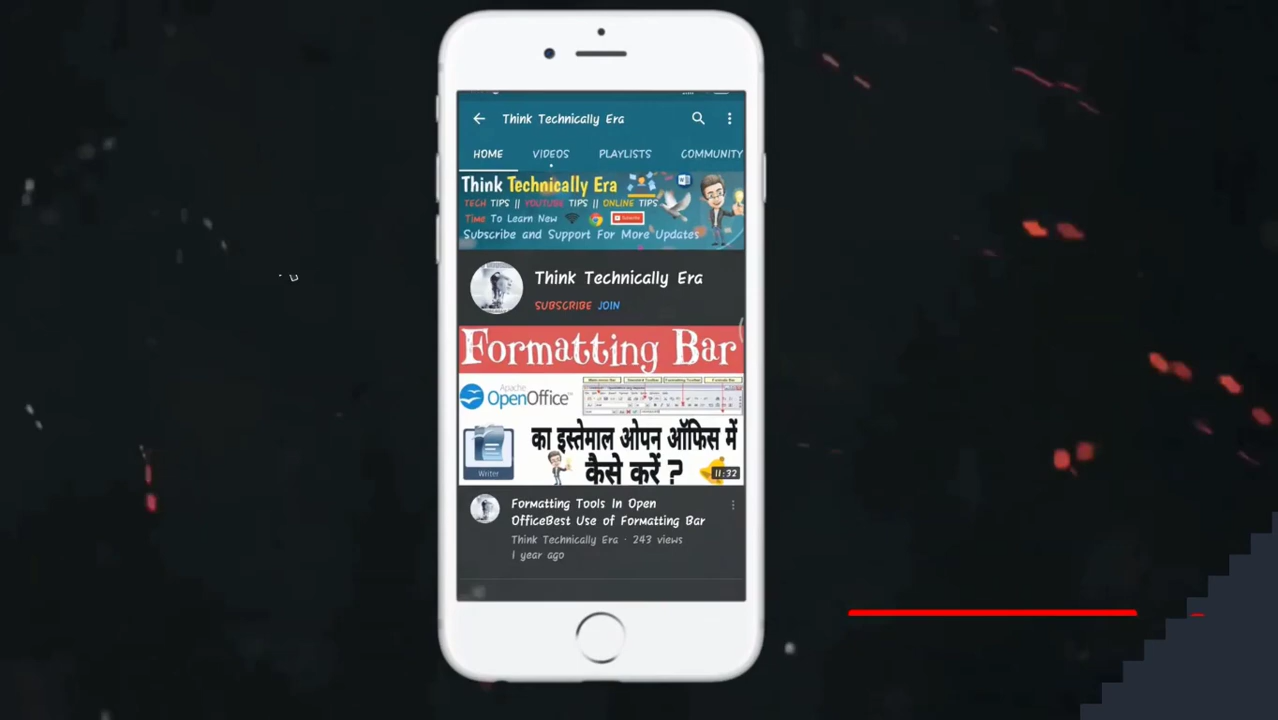 Think Technically Era
HOME VIDEOS PLAYLISTS COMMUNITY
Think Technically Era
TECH TIPS || YOUTUBE TIPS || ONLINE TIPS
Time To Learn New
Subscribe
Subscribe and Support For More Updates
Think Technically Era
SUBSCRIBE JOIN
Formatting Bar
Apache
OpenOffice
का इस्तेमाल ओपन ऑफिस में
कैसे करें ?
Writer
11:32
Formatting Tools In Open
OfficeBest Use of Formatting Bar
Think Technically Era · 243 views
1 year ago